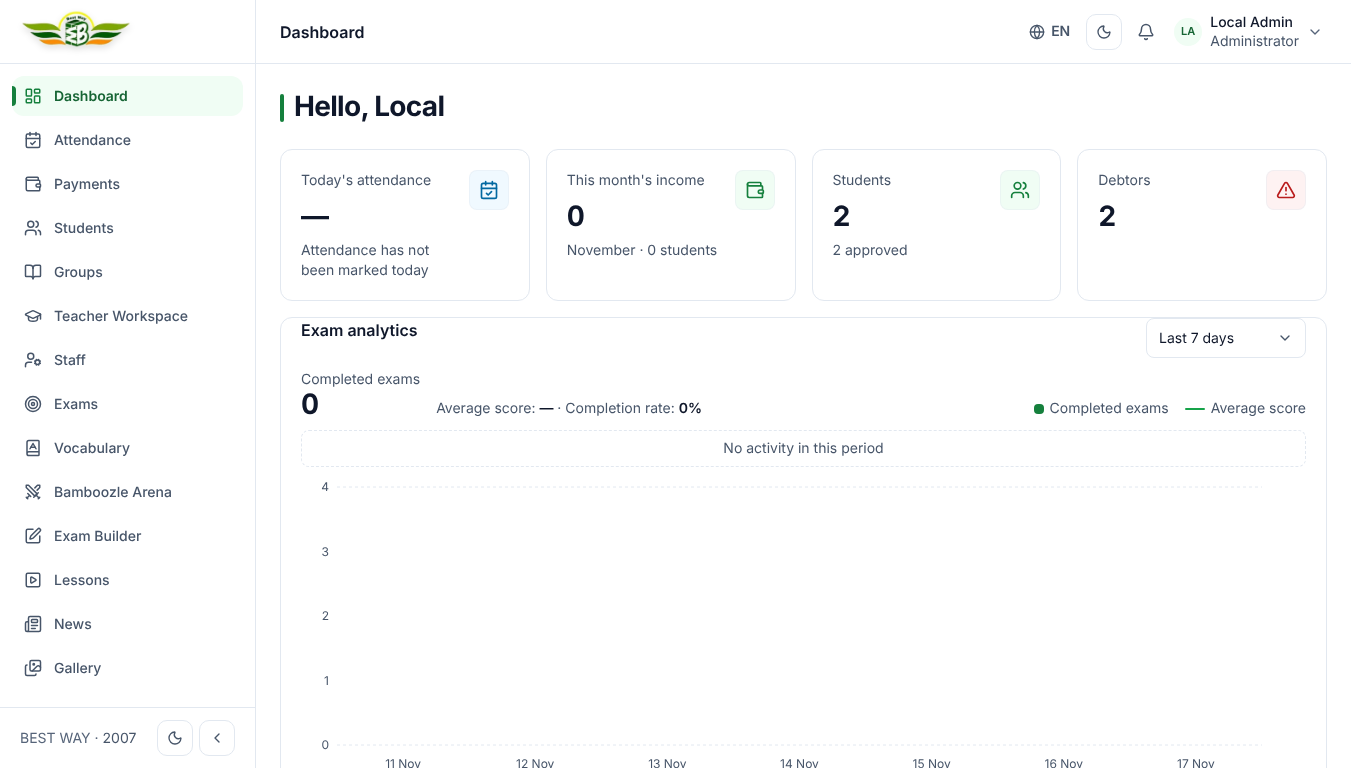 Dashboard
EN
LA
Local Admin
Administrator
Dashboard
Attendance
Payments
Students
Groups
Teacher Workspace
Staff
Exams
Vocabulary
Bamboozle Arena
Exam Builder
Lessons
News
Gallery
BEST WAY · 2007
Hello, Local
Today's attendance
—
Attendance has not
been marked today
This month's income
0
November · 0 students
Students
2
2 approved
Debtors
2
Exam analytics
Last 7 days
Completed exams
0
Average score: — · Completion rate: 0%
Completed exams
Average score
No activity in this period
4
3
2
1
0
11 Nov
12 Nov
13 Nov
14 Nov
15 Nov
16 Nov
17 Nov